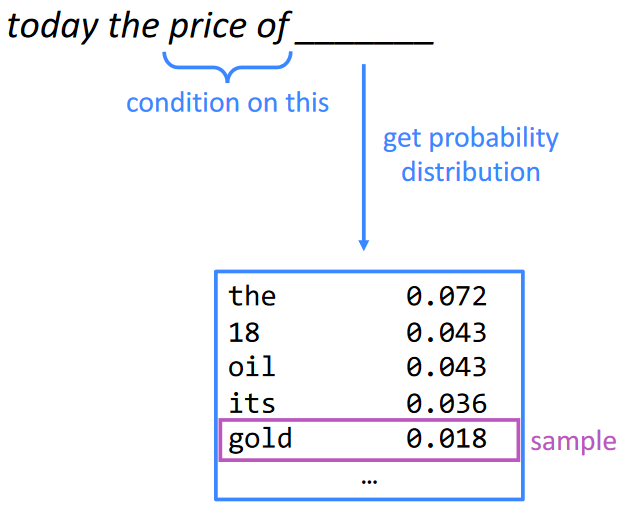 today the price of _______
condition on this
get probability
distribution
the 0.072
18 0.043
oil 0.043
its 0.036
gold 0.018
sample
…